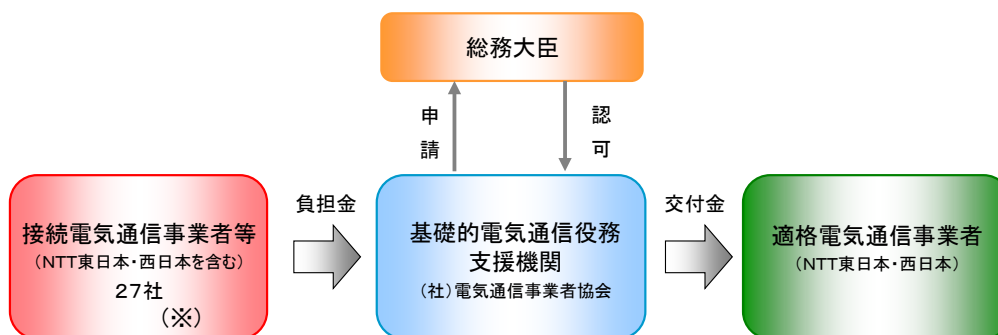 総務大臣
申請
認可
接続電気通信事業者等
（NTT東日本・西日本を含む）
27社
（※）
負担金
基礎的電気通信役務
支援機関
（社）電気通信事業者協会
交付金
適格電気通信事業者
（NTT東日本・西日本）